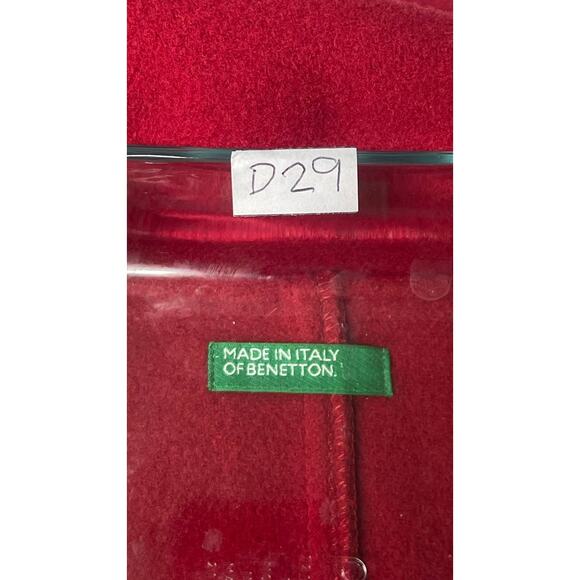 D29
MADE IN ITALY
OF BENETTON.